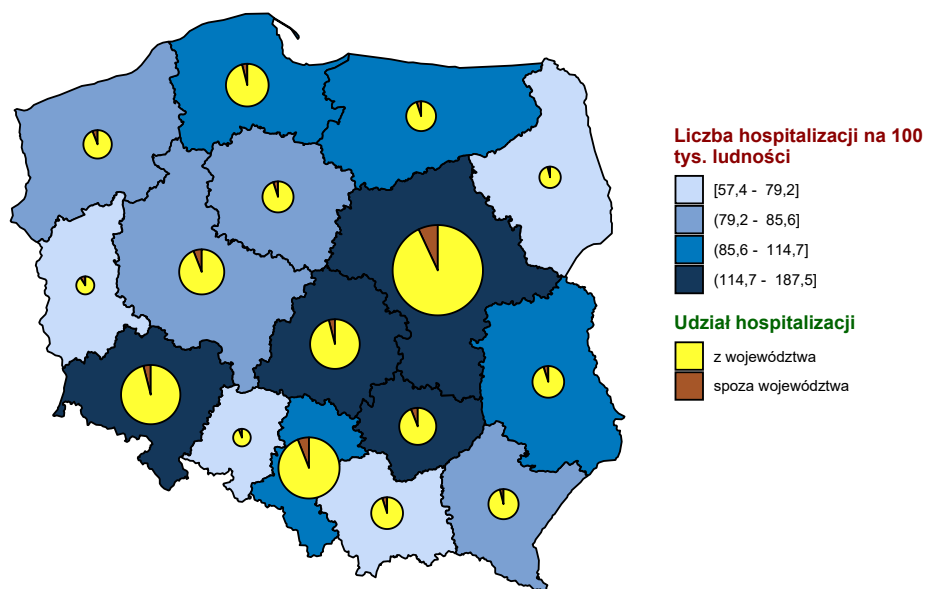 Liczba hospitalizacji na 100
tys. ludności
[57,4 - 79,2]
(79,2 - 85,6]
(85,6 - 114,7]
(114,7 - 187,5]
Udział hospitalizacji
z województwa
spoza województwa